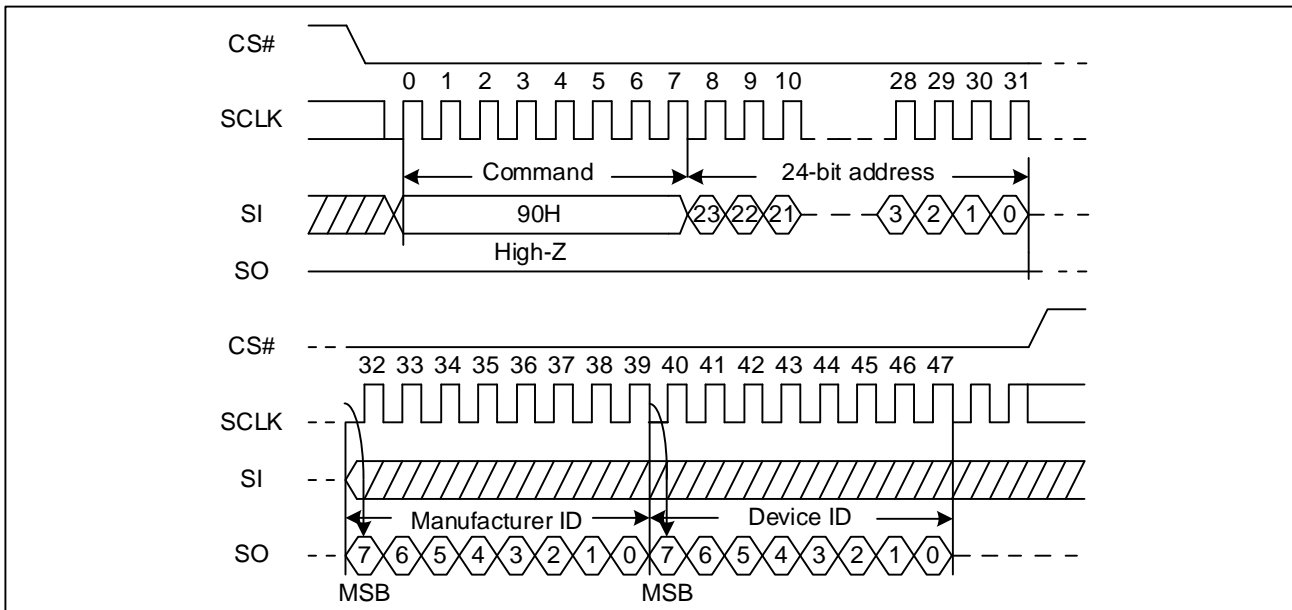 CS#
0 1 2 3 4 5 6 7 8 9 10 28 29 30 31
SCLK
Command 24-bit address
SI 90H 23 22 21 3 2 1 0
High-Z
SO
CS#
32 33 34 35 36 37 38 39 40 41 42 43 44 45 46 47
SCLK
SI
Manufacturer ID Device ID
SO 7 6 5 4 3 2 1 0 7 6 5 4 3 2 1 0
MSB MSB